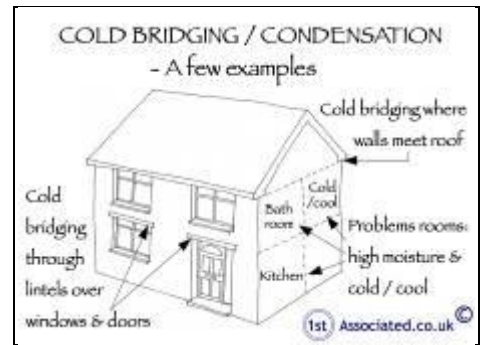 COLD BRIDGING / CONDENSATION
- A few examples
Cold bridging where
walls meet roof
Cold
bridging
through
lintels over
windows & doors
Bath
room
Cold
/cool
Kitchen
Problems rooms:
high moisture &
cold / cool
1st Associated.co.uk ©